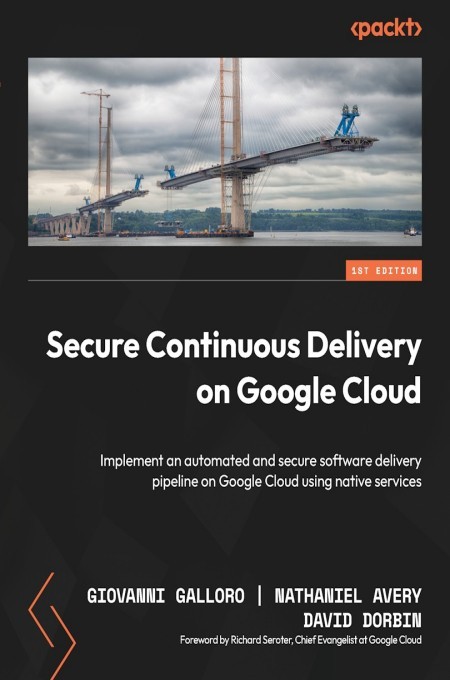 <packt>
1ST EDITION
Secure Continuous Delivery
on Google Cloud
Implement an automated and secure software delivery
pipeline on Google Cloud using native services
GIOVANNI GALLORO | NATHANIEL AVERY
DAVID DORBIN
Foreword by Richard Seroter, Chief Evangelist at Google Cloud